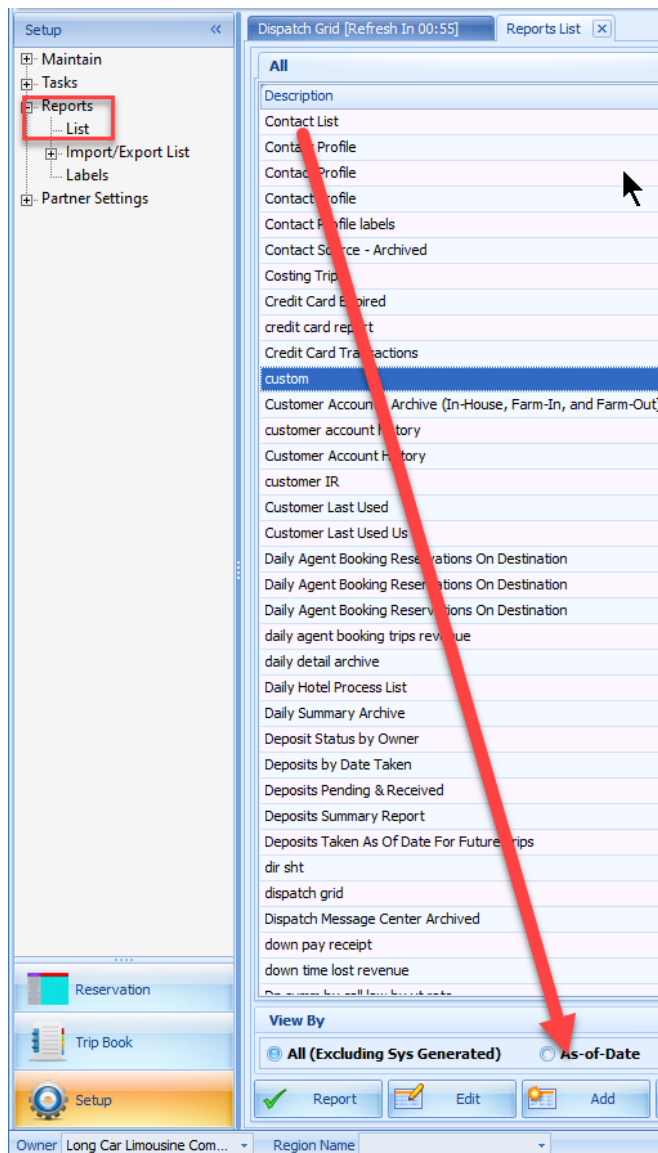 Setup
«
Dispatch Grid [Refresh In 00:55]
Reports List
Maintain
Tasks
Reports
List
Import/Export List
Labels
Partner Settings
All
Description
Contact List
Contact Profile
Contact Profile
Contact Profile
Contact Profile labels
Contact Source - Archived
Costing Trip
Credit Card Expired
credit card report
Credit Card Transactions
custom
Customer Account Archive (In-House, Farm-In, and Farm-Out)
customer account history
Customer Account History
customer IR
Customer Last Used
Customer Last Used Us
Daily Agent Booking Reservations On Destination
Daily Agent Booking Reservations On Destination
Daily Agent Booking Reservations On Destination
daily agent booking trips revenue
daily detail archive
Daily Hotel Process List
Daily Summary Archive
Deposit Status by Owner
Deposits by Date Taken
Deposits Pending & Received
Deposits Summary Report
Deposits Taken As Of Date For Future Trips
dir sht
dispatch grid
Dispatch Message Center Archived
down pay receipt
down time lost revenue
Reservation
Trip Book
Setup
View By
All (Excluding Sys Generated)
As-of-Date
Report
Edit
Add
Owner
Long Car Limousine Com...
Region Name